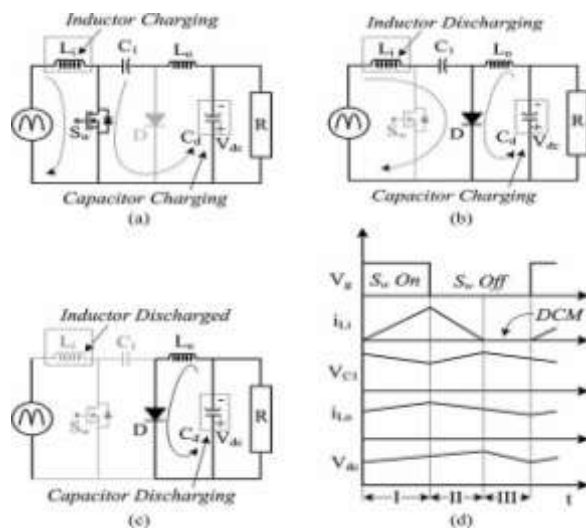 Inductor Charging
Li C1 Lo
Sw D Cd Vdc R
Capacitor Charging
(a)
Inductor Discharging
Li C1 Lo
Sw D Cd Vdc R
Capacitor Charging
(b)
Inductor Discharged
Li C1 Lo
Sw D Cd Vdc R
Capacitor Discharging
(c)
Vg Sw On Sw Off
iLi DCM
VC1
iLo
Vdc
I II III t
(d)